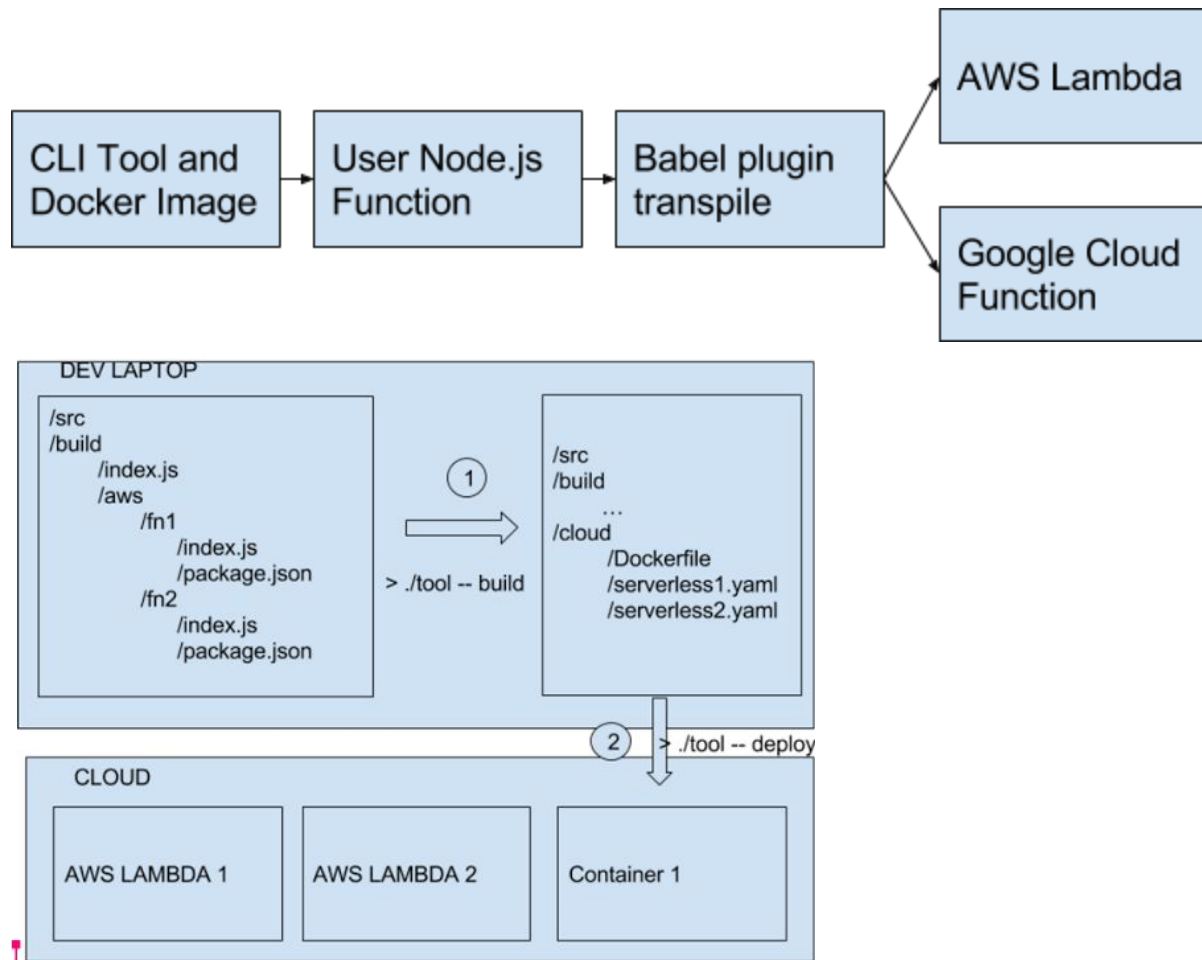 CLI Tool and
Docker Image
User Node.js
Function
Babel plugin
transpile
AWS Lambda
Google Cloud
Function
DEV LAPTOP
/src
/build
/index.js
/aws
/fn1
/index.js
/package.json
/fn2
/index.js
/package.json
1
> ./tool -- build
/src
/build
...
/cloud
/Dockerfile
/serverless1.yaml
/serverless2.yaml
2
> ./tool -- deploy
CLOUD
AWS LAMBDA 1
AWS LAMBDA 2
Container 1